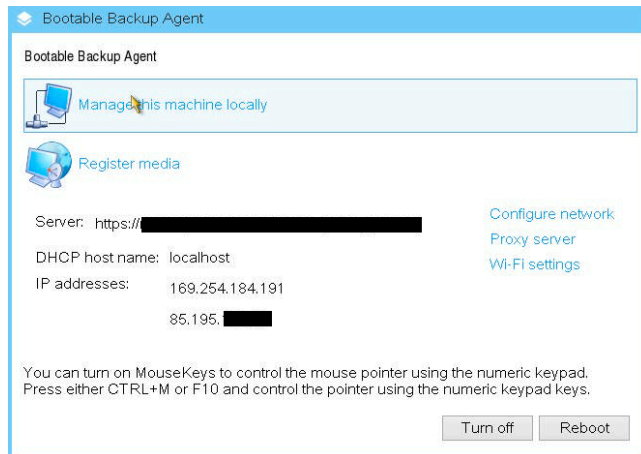 Bootable Backup Agent
Bootable Backup Agent
Manage this machine locally
Register media
Server: https://
Configure network
Proxy server
DHCP host name: localhost
Wi-Fi settings
IP addresses: 169.254.184.191
85.195.
You can turn on MouseKeys to control the mouse pointer using the numeric keypad.
Press either CTRL+M or F10 and control the pointer using the numeric keypad keys.
Turn off Reboot